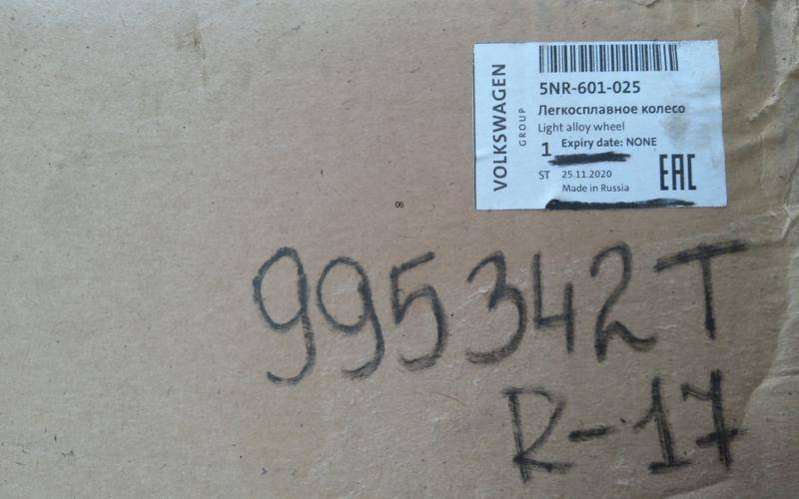 VOLKSWAGEN
GROUP
5NR-601-025
Легкосплавное колесо
Light alloy wheel
1 Expiry date: NONE
ST 25.11.2020
Made in Russia
EAC
995342T
R-17